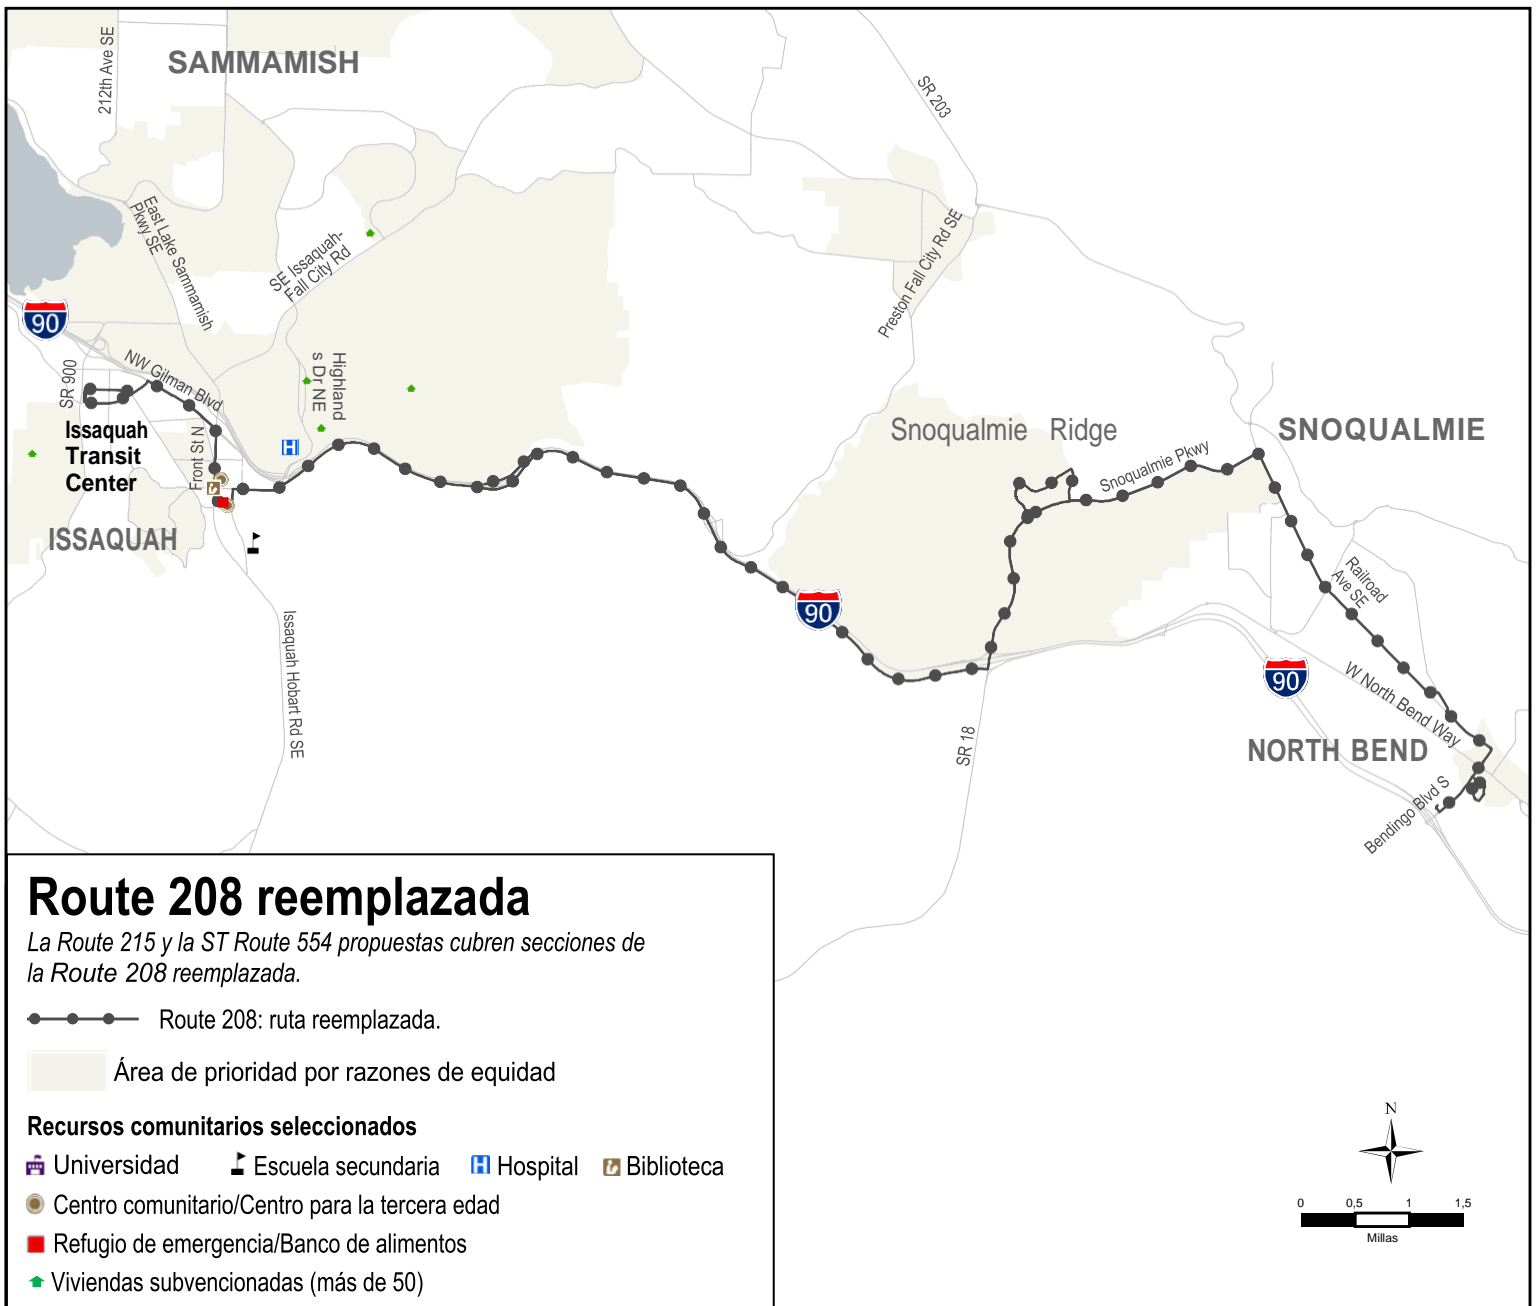 SAMMAMISH
212th Ave SE
SR 203
East Lake Sammamish
Pkwy SE
SE Issaquah-
Fall City Rd
Preston Fall City Rd SE
90
NW Gilman Blvd
SR 900
Highland
s Dr NE
Issaquah
Transit
Center
Front St N
Snoqualmie Ridge
Snoqualmie Pkwy
SNOQUALMIE
ISSAQUAH
Issaquah Hobart Rd SE
90
Railroad
Ave SE
90
W North Bend Way
SR 18
NORTH BEND
Bendingo Blvd S
Route 208 reemplazada
La Route 215 y la ST Route 554 propuestas cubren secciones de
la Route 208 reemplazada.
Route 208: ruta reemplazada.
Área de prioridad por razones de equidad
Recursos comunitarios seleccionados
Universidad Escuela secundaria Hospital Biblioteca
Centro comunitario/Centro para la tercera edad
Refugio de emergencia/Banco de alimentos
Viviendas subvencionadas (más de 50)
N
0 0,5 1 1,5
Millas